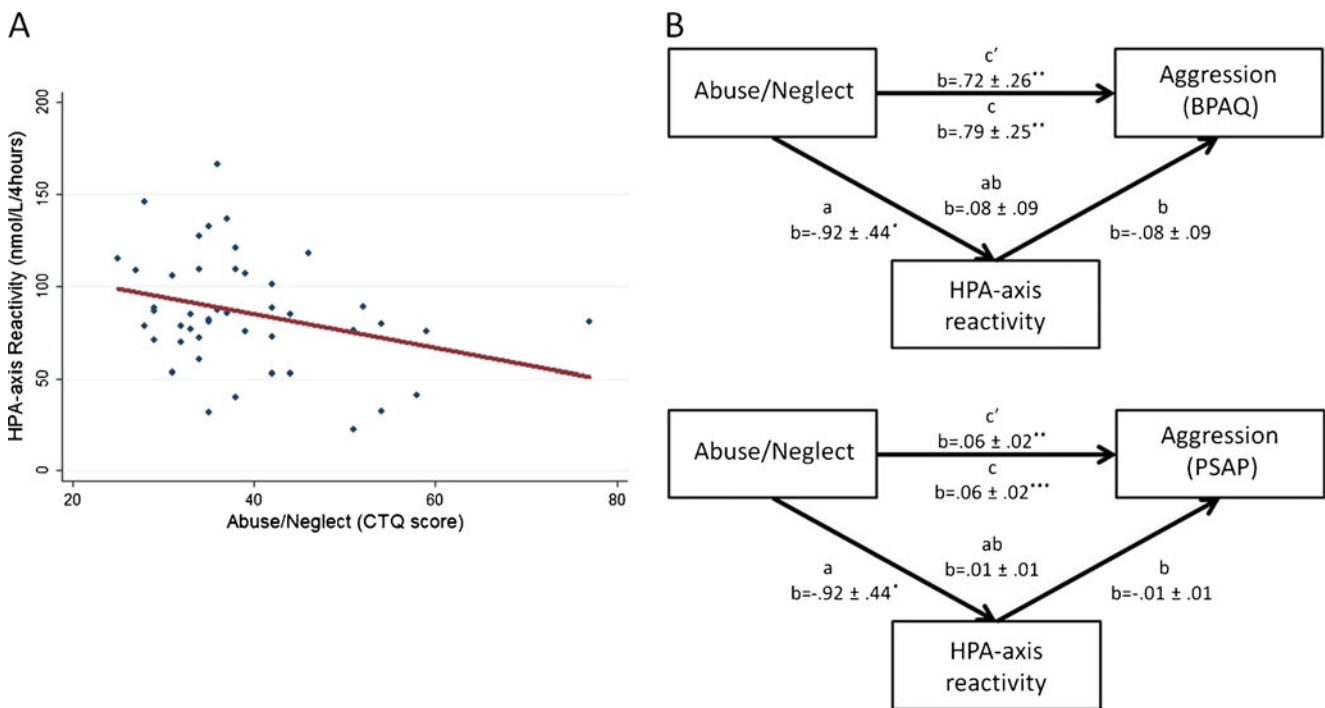 A
HPA-axis Reactivity (nmol/L/4hours)
200
150
100
50
0
20
40
60
80
Abuse/Neglect (CTQ score)
B
Abuse/Neglect
c'
b=.72 ± .26**
c
b=.79 ± .25**
Aggression
(BPAQ)
a
b=-.92 ± .44*
ab
b=.08 ± .09
b
b=-.08 ± .09
HPA-axis
reactivity
Abuse/Neglect
c'
b=.06 ± .02**
c
b=.06 ± .02***
Aggression
(PSAP)
a
b=-.92 ± .44*
ab
b=.01 ± .01
b
b=-.01 ± .01
HPA-axis
reactivity